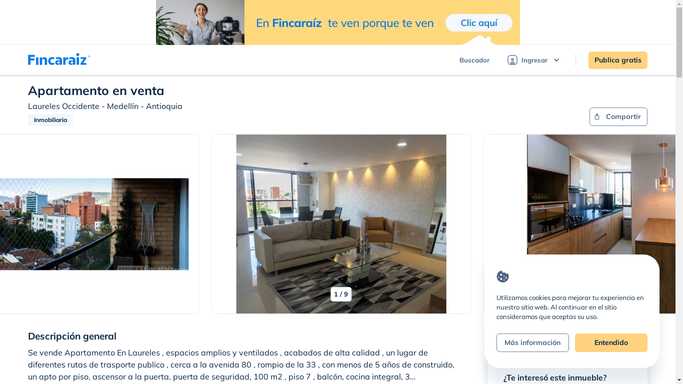 En Fincaraíz te ven porque te ven
Clic aquí
Fincaraiz
Buscador
Ingresar
Publica gratis
Apartamento en venta
Laureles Occidente - Medellín - Antioquia
Inmobiliaria
Compartir
1 / 9
Utilizamos cookies para mejorar tu experiencia en
nuestro sitio web. Al continuar en el sitio
consideramos que aceptas su uso.
Más información
Entendido
Descripción general
Se vende Apartamento En Laureles , espacios amplios y ventilados , acabados de alta calidad , un lugar de
diferentes rutas de trasporte publico , cerca a la avenida 80 , rompio de la 33 , con menos de 5 años de construido,
un apto por piso, ascensor a la puerta, puerta de seguridad, 100 m2 , piso 7 , balcón, cocina integral, 3...
¿Te interesó este inmueble?